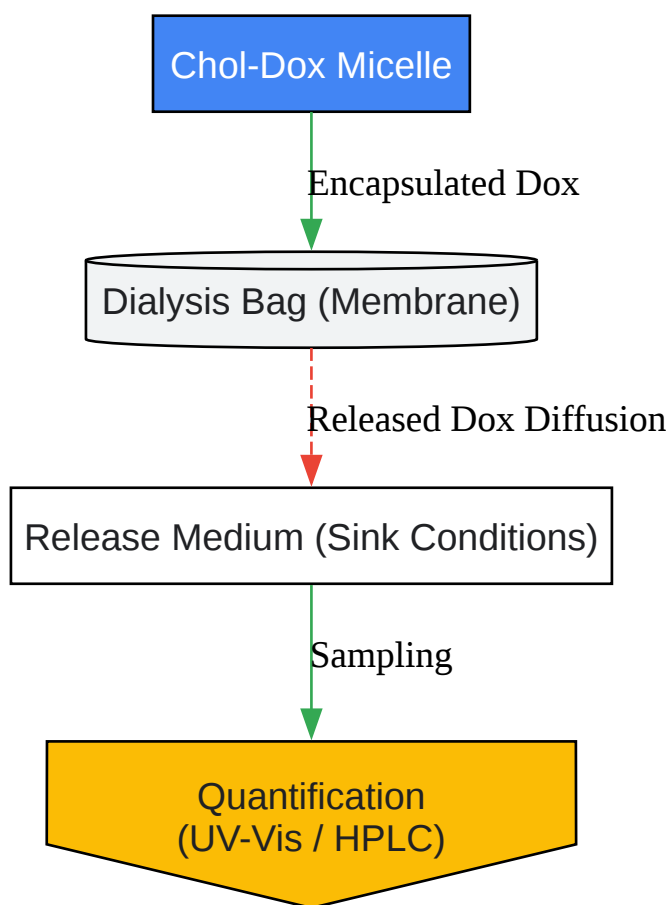 Chol-Dox Micelle
Encapsulated Dox
Dialysis Bag (Membrane)
Released Dox Diffusion
Release Medium (Sink Conditions)
Sampling
Quantification
(UV-Vis / HPLC)